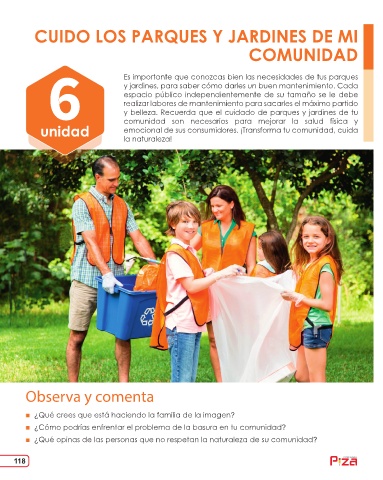 CUIDO LOS PARQUES Y JARDINES DE MI
COMUNIDAD
6
unidad
Es importante que conozcas bien las necesidades de tus parques
y jardines, para saber cómo darles un buen mantenimiento. Cada
espacio público independientemente de su tamaño se le debe
realizar labores de mantenimiento para sacarles el máximo partido
y belleza. Recuerda que el cuidado de parques y jardines de tu
comunidad son necesarios para mejorar la salud física y
emocional de sus consumidores. ¡Transforma tu comunidad, cuida
la naturaleza!
Observa y comenta
¿Qué crees que está haciendo la familia de la imagen?
¿Cómo podrías enfrentar el problema de la basura en tu comunidad?
¿Qué opinas de las personas que no respetan la naturaleza de su comunidad?
118